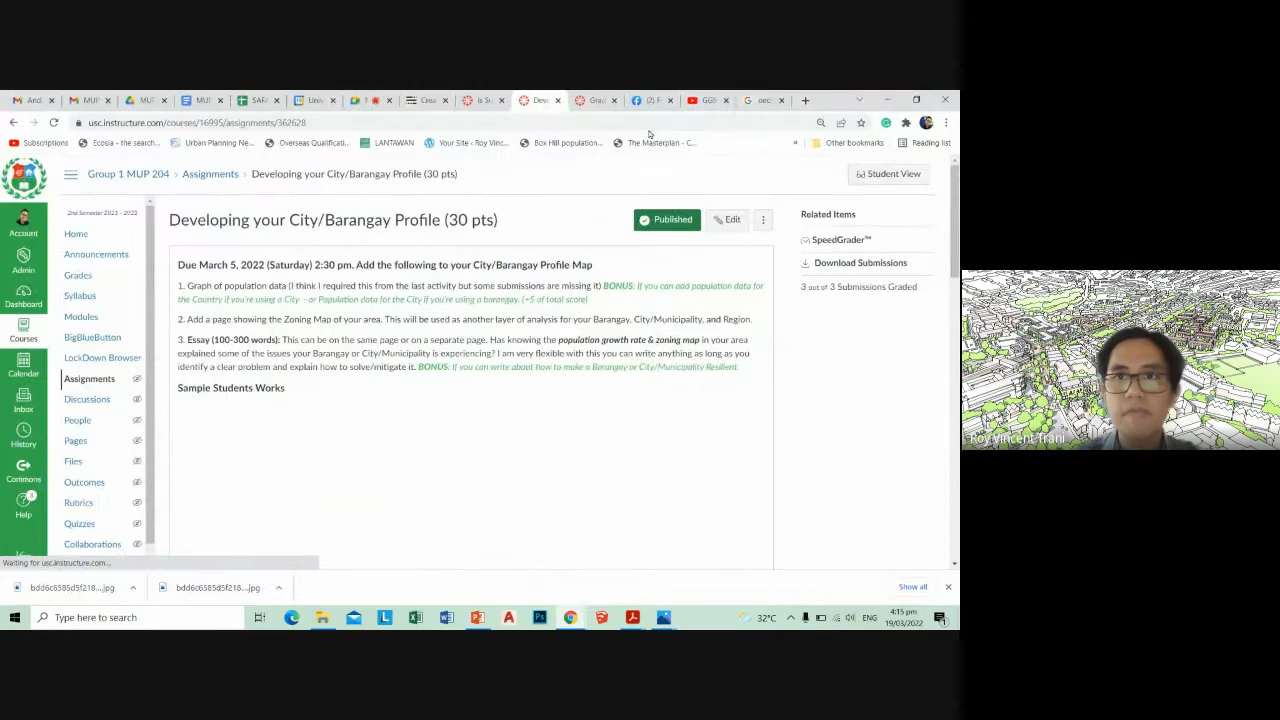 And
MUP
MUP
MUP
SAFA
Univ
M
Crea
Is Su
Dev
Grad
(2) F
GGS
oec
usc.instructure.com/courses/16995/assignments/362628
Subscriptions
Ecosia - the search...
Urban Planning Ne...
Overseas Qualificati...
LANTAWAN
Your Site ‹ Roy Vinc...
Box Hill population...
The Masterplan - C...
»
Other bookmarks
Reading list
Group 1 MUP 204 > Assignments > Developing your City/Barangay Profile (30 pts)
Student View
2nd Semester 2021 - 2022
Account
Admin
Dashboard
Courses
Calendar
Inbox
History
Commons
3
Help
Home
Announcements
Grades
Syllabus
Modules
BigBlueButton
LockDown Browser
Assignments
Discussions
People
Pages
Files
Outcomes
Rubrics
Quizzes
Collaborations
Developing your City/Barangay Profile (30 pts)
Published
Edit
Due March 5, 2022 (Saturday) 2:30 pm. Add the following to your City/Barangay Profile Map
1. Graph of population data (I think I required this from the last activity but some submissions are missing it) BONUS: If you can add population data for
the Country if you're using a City - or Population data for the City if you're using a barangay. (+5 of total score)
2. Add a page showing the Zoning Map of your area. This will be used as another layer of analysis for your Barangay, City/Municipality, and Region.
3. Essay (100-300 words): This can be on the same page or on a separate page. Has knowing the population growth rate & zoning map in your area
explained some of the issues your Barangay or City/Municipality is experiencing? I am very flexible with this you can write anything as long as you
identify a clear problem and explain how to solve/mitigate it. BONUS: If you can write about how to make a Barangay or City/Municipality Resilient.
Sample Students Works
Related Items
SpeedGrader™
Download Submissions
3 out of 3 Submissions Graded
Roy Vincent Trani
Waiting for usc.instructure.com...
bdd6c6585d5f218....jpg
bdd6c6585d5f218....jpg
Show all
Type here to search
32°C
ENG
4:15 pm
19/03/2022